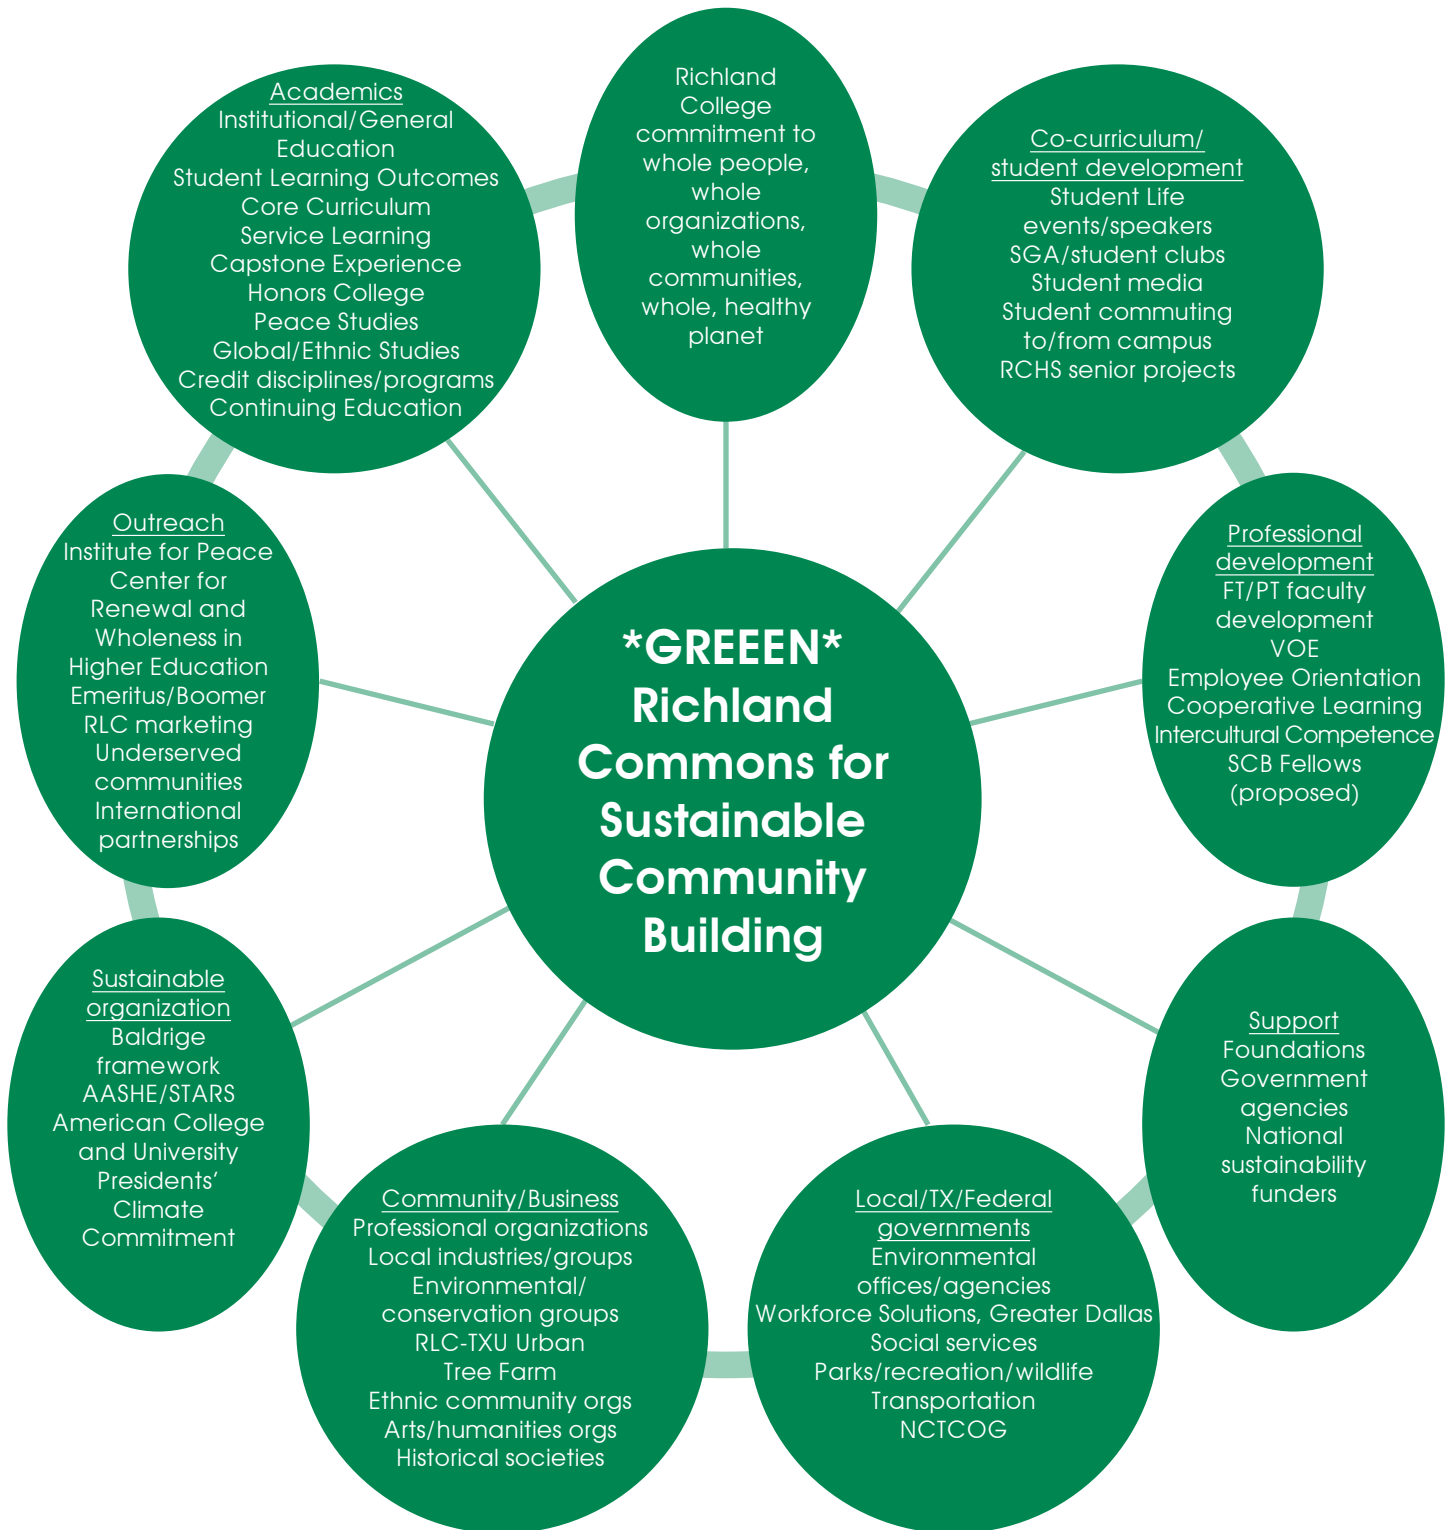 Richland
College
commitment to
whole people,
whole
organizations,
whole
communities,
whole, healthy
planet
Academics
Institutional/General
Education
Student Learning Outcomes
Core Curriculum
Service Learning
Capstone Experience
Honors College
Peace Studies
Global/Ethnic Studies
Credit disciplines/programs
Continuing Education
Co-curriculum/
student development
Student Life
events/speakers
SGA/student clubs
Student media
Student commuting
to/from campus
RCHS senior projects
Outreach
Institute for Peace
Center for
Renewal and
Wholeness in
Higher Education
Emeritus/Boomer
RLC marketing
Underserved
communities
International
partnerships
*GREEEN*
Richland
Commons for
Sustainable
Community
Building
Professional
development
FT/PT faculty
development
VOE
Employee Orientation
Cooperative Learning
Intercultural Competence
SCB Fellows
(proposed)
Sustainable
organization
Baldrige
framework
AASHE/STARS
American College
and University
Presidents’
Climate
Commitment
Support
Foundations
Government
agencies
National
sustainability
funders
Community/Business
Professional organizations
Local industries/groups
Environmental/
conservation groups
RLC-TXU Urban
Tree Farm
Ethnic community orgs
Arts/humanities orgs
Historical societies
Local/TX/Federal
governments
Environmental
offices/agencies
Workforce Solutions, Greater Dallas
Social services
Parks/recreation/wildlife
Transportation
NCTCOG